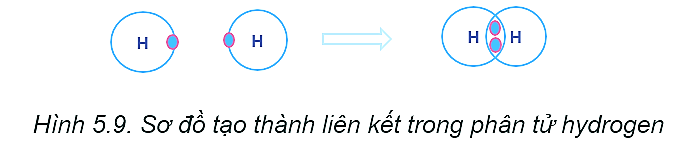 H H H H
Hình 5.9. Sơ đồ tạo thành liên kết trong phân tử hydrogen